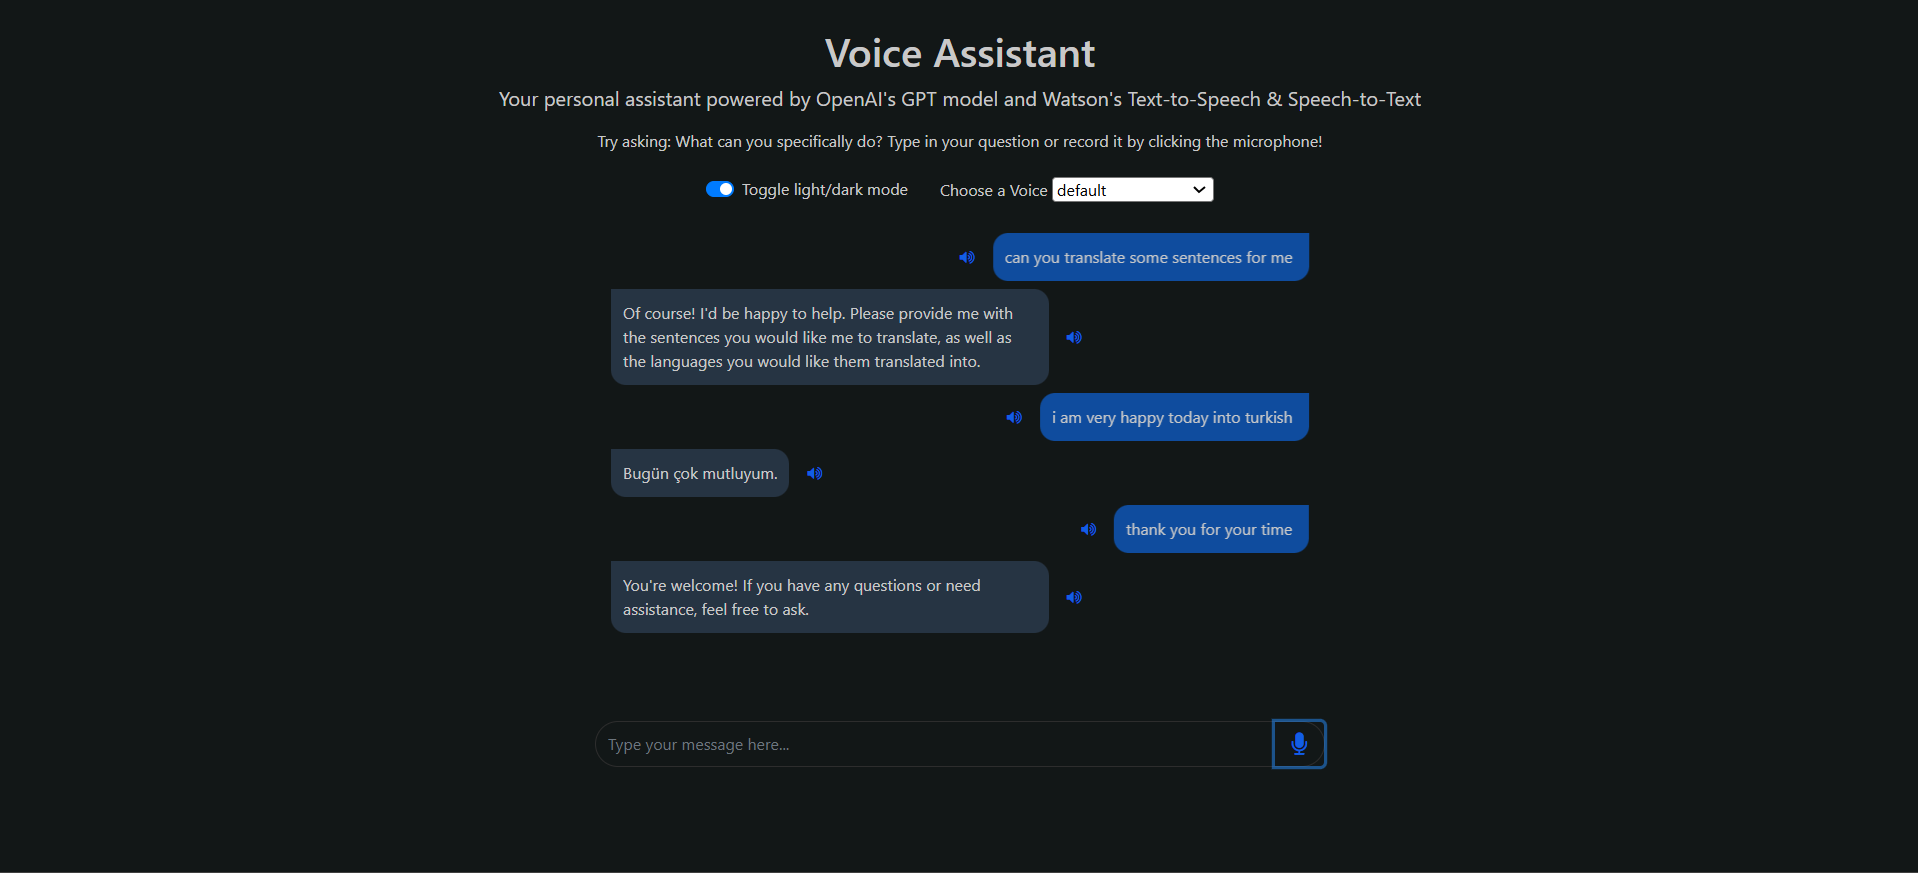 Voice Assistant
Your personal assistant powered by OpenAI's GPT model and Watson's Text-to-Speech & Speech-to-Text
Try asking: What can you specifically do? Type in your question or record it by clicking the microphone!
Toggle light/dark mode
Choose a Voice
default
can you translate some sentences for me
Of course! I'd be happy to help. Please provide me with
the sentences you would like me to translate, as well as
the languages you would like them translated into.
i am very happy today into turkish
Bugün çok mutluyum.
thank you for your time
You're welcome! If you have any questions or need
assistance, feel free to ask.
Type your message here...